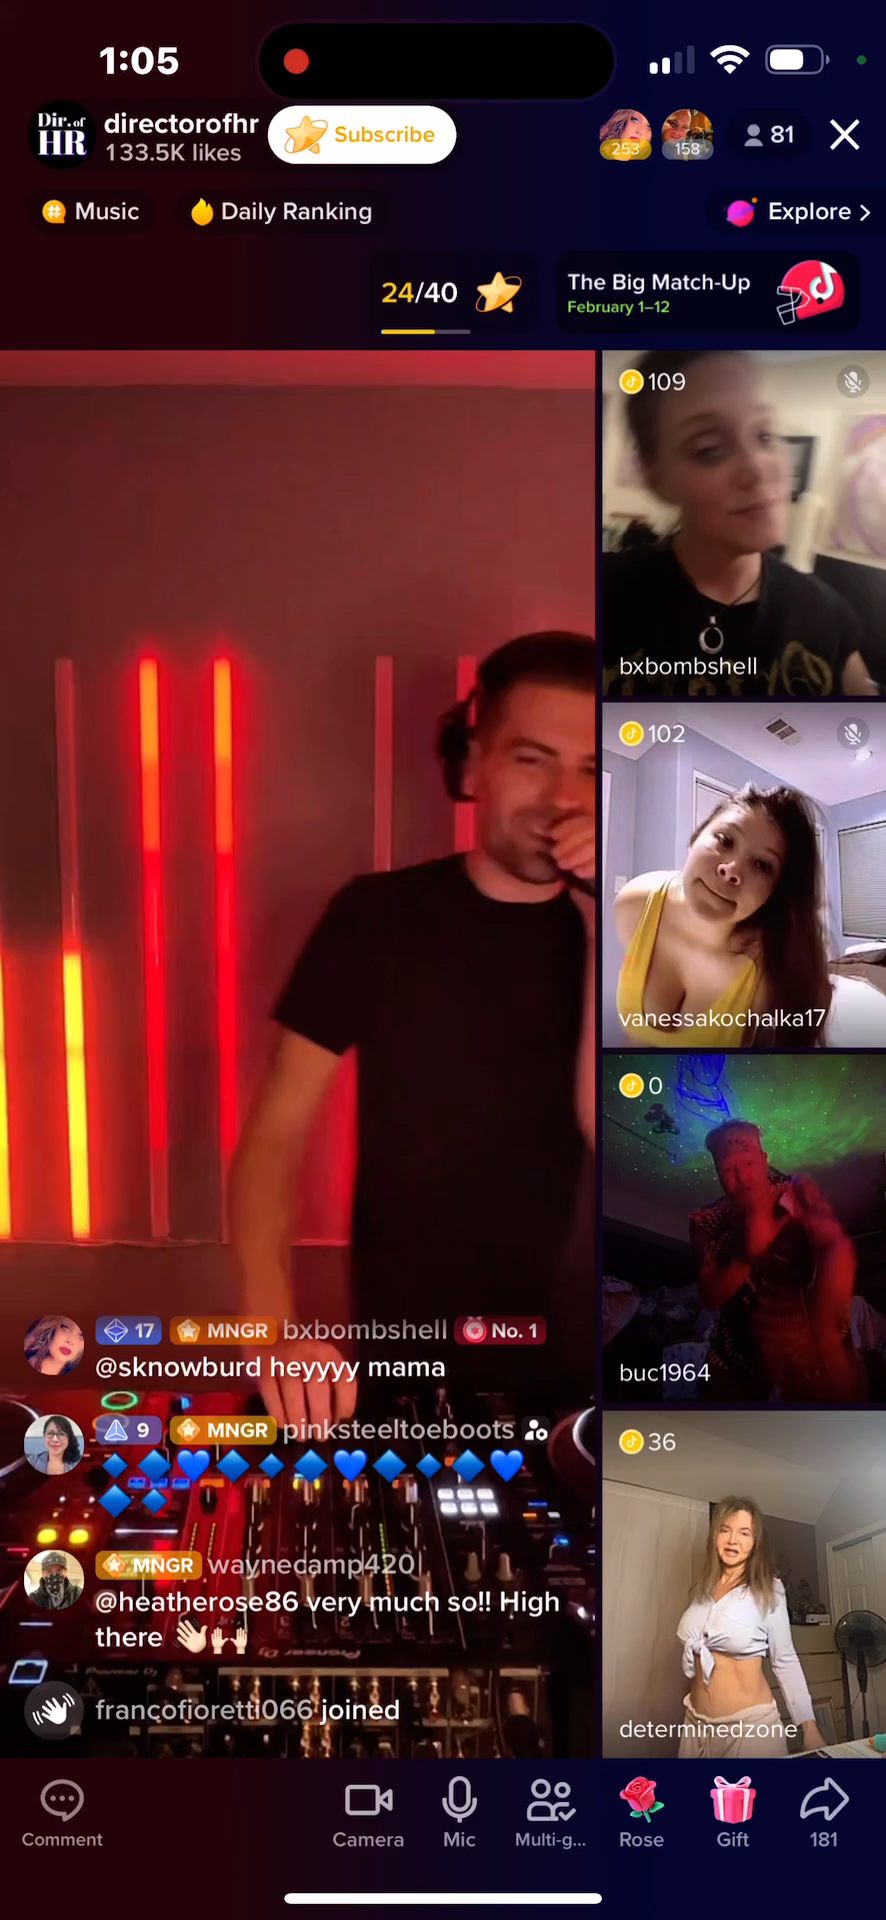 1:05
Dir. of
HR
directorofhr
133.5K likes
Subscribe
253
158
81
Music
Daily Ranking
Explore >
24/40
The Big Match-Up
February 1–12
109
bxbombshell
102
vanessakochalka17
0
buc1964
36
determinedzone
17 MNGR bxbombshell No. 1
@sknowburd heyyyy mama
9 MNGR pinksteeltoeboots
🔹🔷💙🔷🔹🔷💙🔷🔹🔷💙
🔷🔹
MNGR waynecamp420
@heatherose86 very much so!! High
there 👋🏻🙌🏻
Pioneer DJ
francofioretti066 joined
Comment
Camera
Mic
Multi-g...
Rose
Gift
181